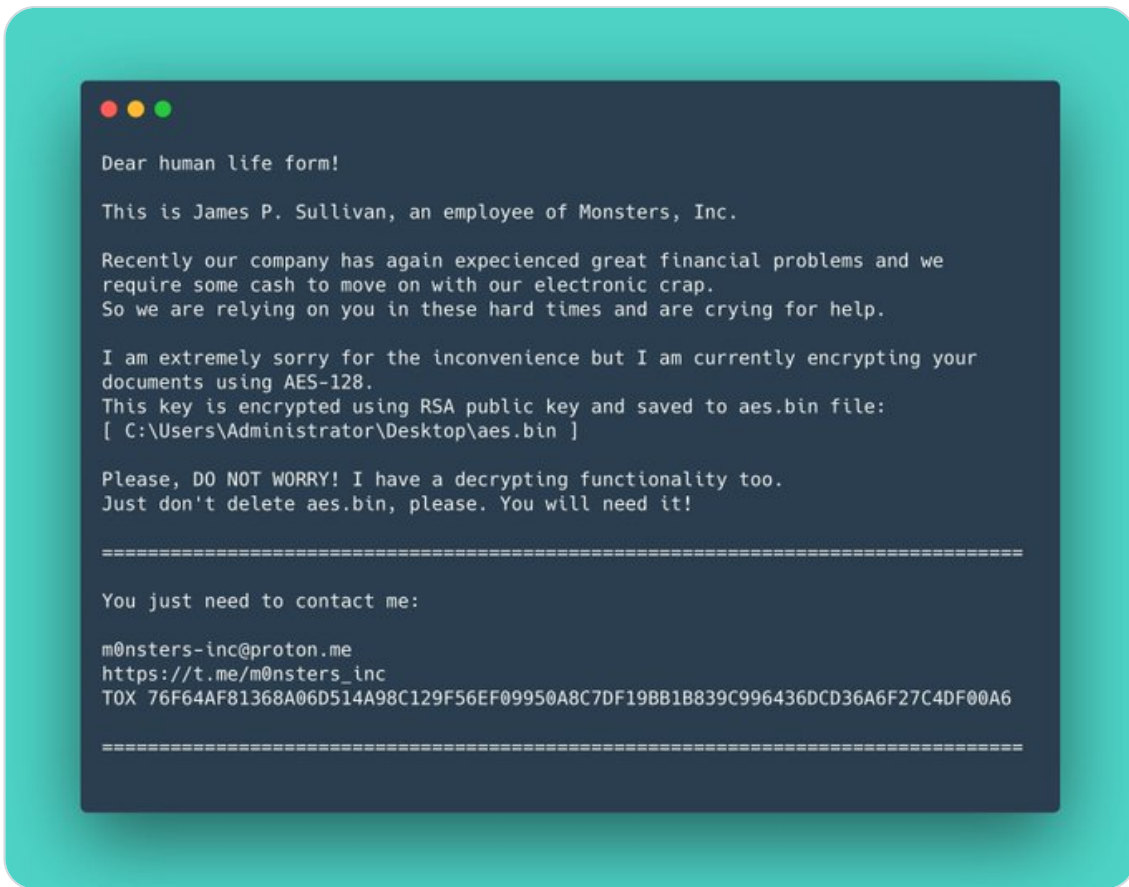 Dear human life form!
This is James P. Sullivan, an employee of Monsters, Inc.
Recently our company has again expecienced great financial problems and we
require some cash to move on with our electronic crap.
So we are relying on you in these hard times and are crying for help.
I am extremely sorry for the inconvenience but I am currently encrypting your
documents using AES-128.
This key is encrypted using RSA public key and saved to aes.bin file:
[ C:\Users\Administrator\Desktop\aes.bin ]
Please, DO NOT WORRY! I have a decrypting functionality too.
Just don't delete aes.bin, please. You will need it!
================================================================================
You just need to contact me:
m0nsters-inc@proton.me
https://t.me/m0nsters_inc
TOX 76F64AF81368A06D514A98C129F56EF09950A8C7DF19BB1B839C996436DCD36A6F27C4DF00A6
================================================================================